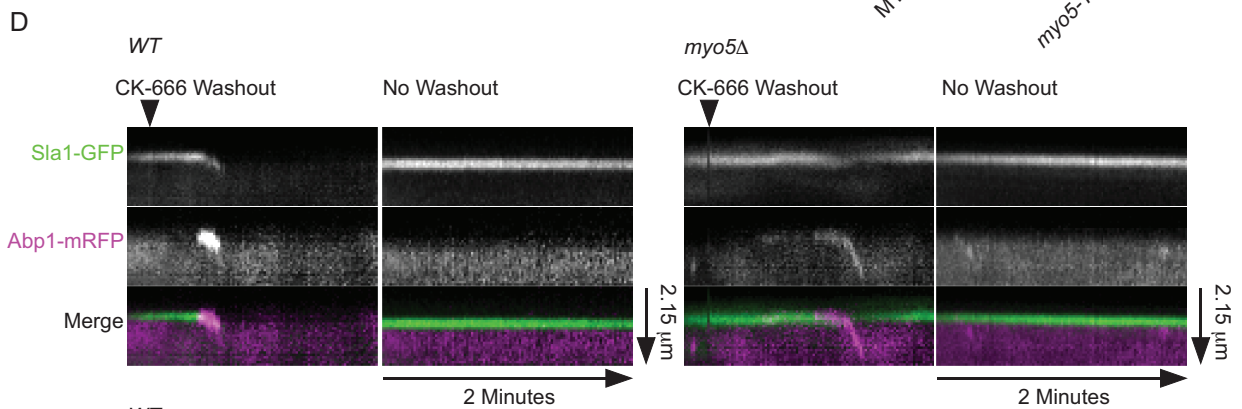 D
myo5-
WT
myo5Δ
CK-666 Washout
No Washout
CK-666 Washout
No Washout
Sla1-GFP
Abp1-mRFP
Merge
2.15 μm
2.15 μm
2 Minutes
2 Minutes
WT